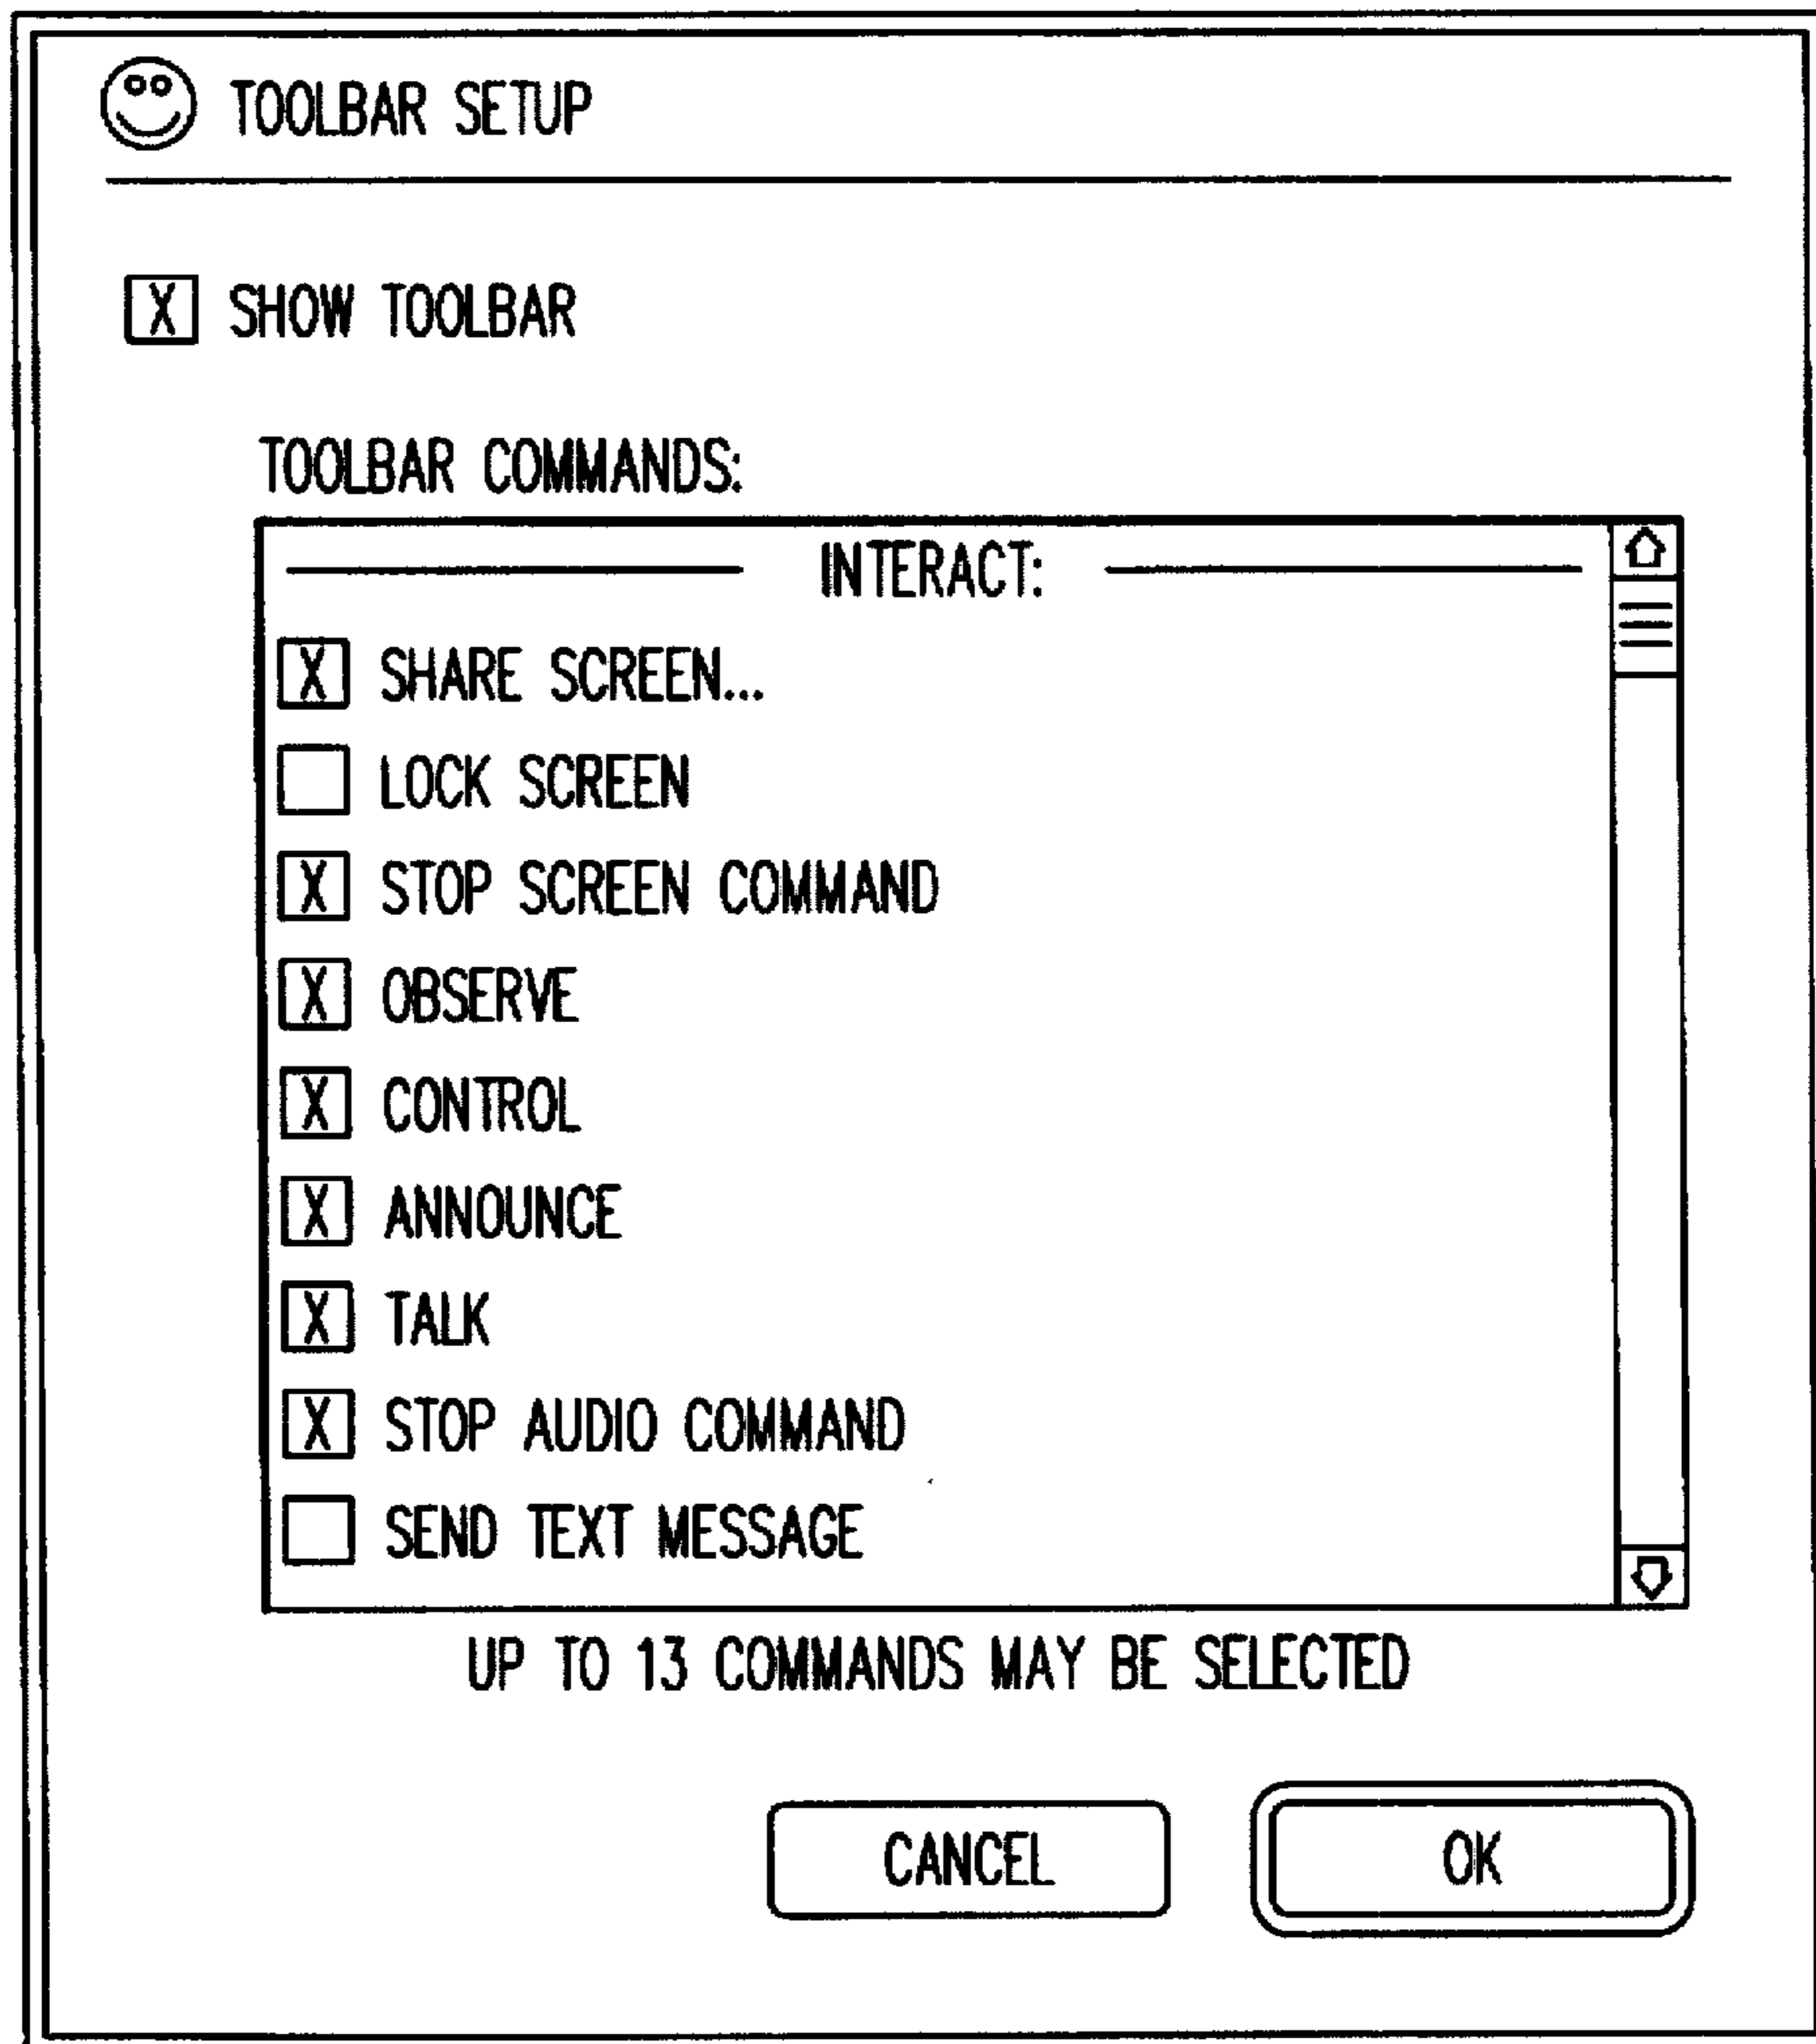 TOOLBAR SETUP
X SHOW TOOLBAR
TOOLBAR COMMANDS:
INTERACT:
X SHARE SCREEN...
LOCK SCREEN
X STOP SCREEN COMMAND
X OBSERVE
X CONTROL
X ANNOUNCE
X TALK
X STOP AUDIO COMMAND
SEND TEXT MESSAGE
UP TO 13 COMMANDS MAY BE SELECTED
CANCEL OK